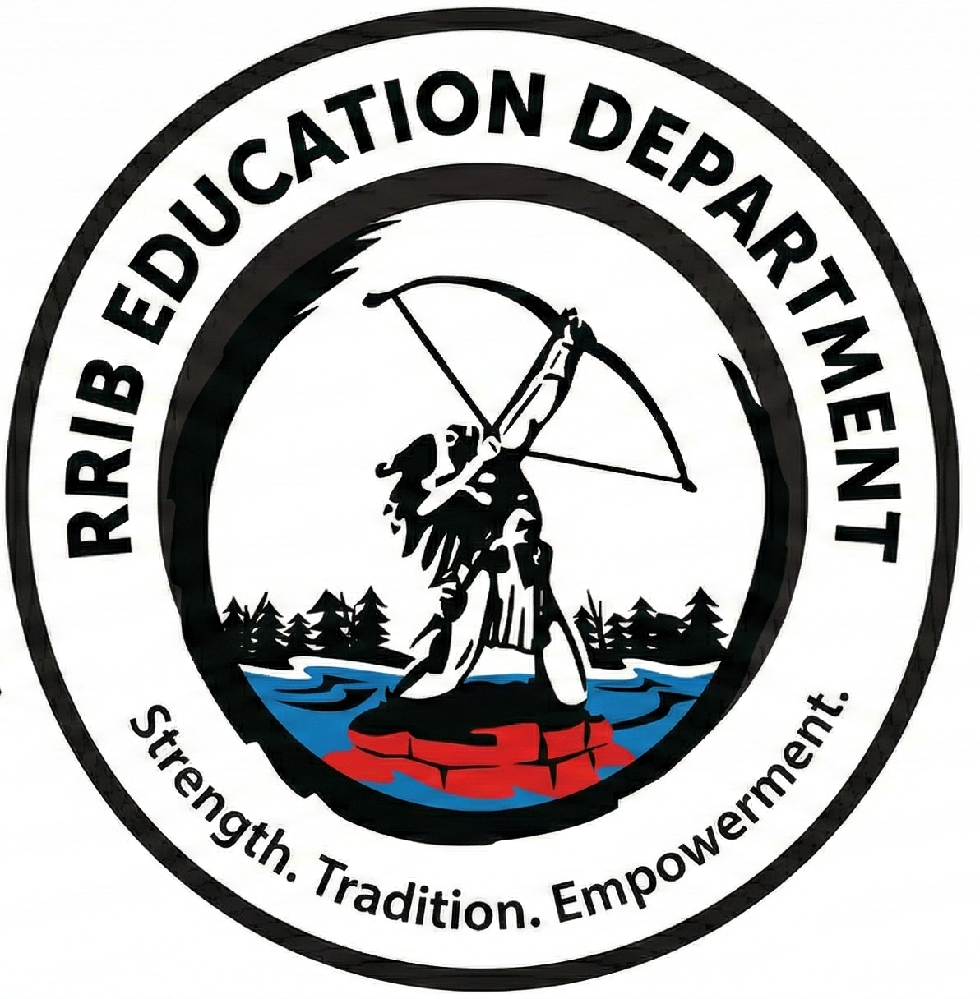 RRIB EDUCATION DEPARTMENT
Strength. Tradition. Empowerment.